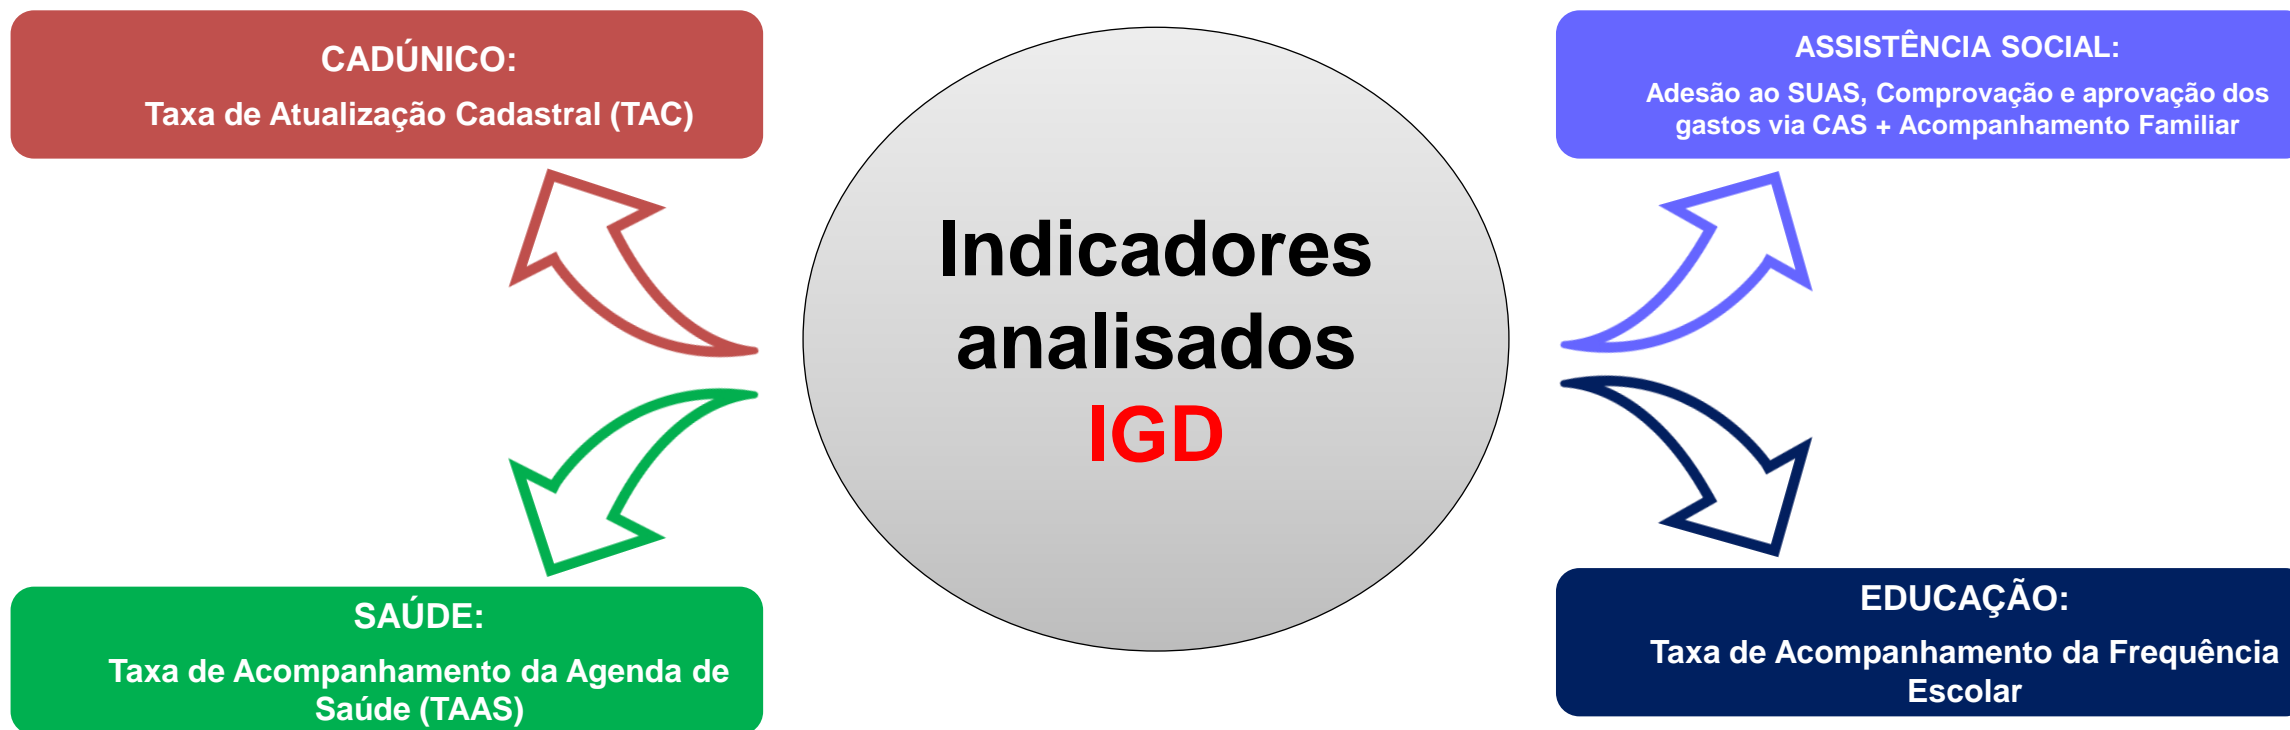 CADÚNICO:
Taxa de Atualização Cadastral (TAC)
ASSISTÊNCIA SOCIAL:
Adesão ao SUAS, Comprovação e aprovação dos
gastos via CAS + Acompanhamento Familiar
Indicadores
analisados
IGD
SAÚDE:
Taxa de Acompanhamento da Agenda de
Saúde (TAAS)
EDUCAÇÃO:
Taxa de Acompanhamento da Frequência
Escolar